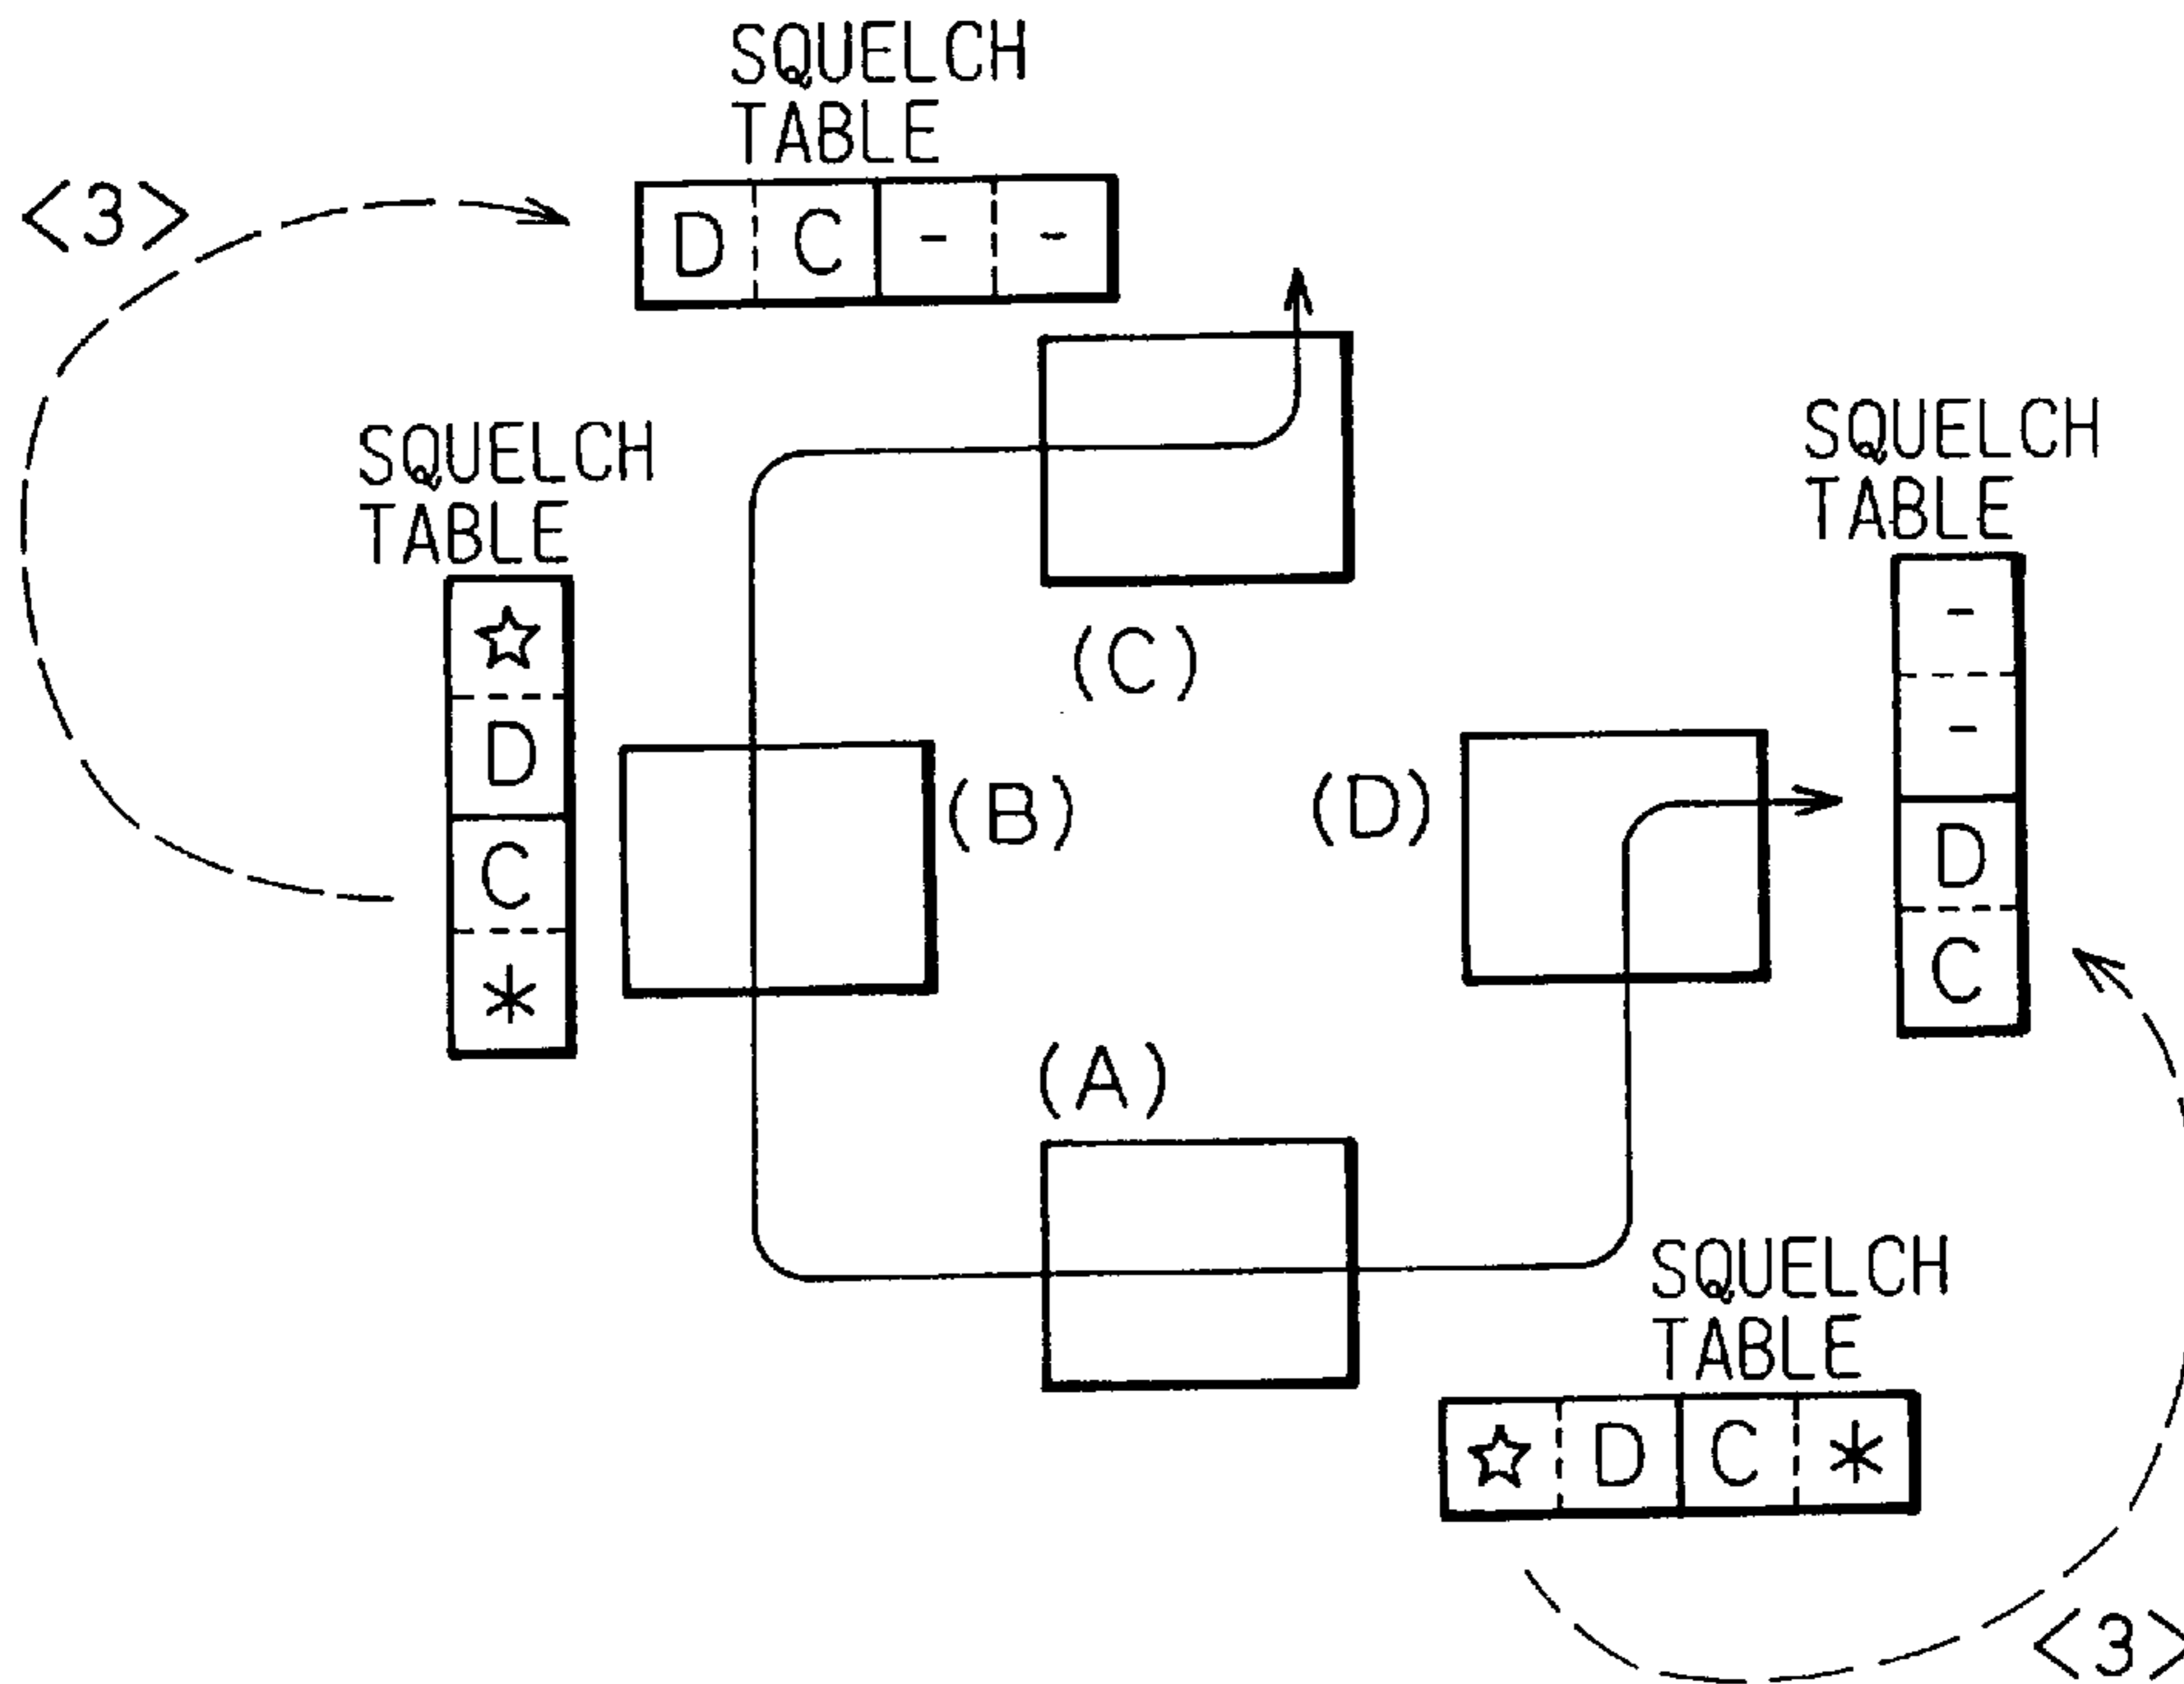 SQUELCH
TABLE
<3>
D C - -
SQUELCH
TABLE
☆
D
C
*
(C)
SQUELCH
TABLE
-
-
D
C
(B)
(D)
(A)
SQUELCH
TABLE
☆ D C *
<3>